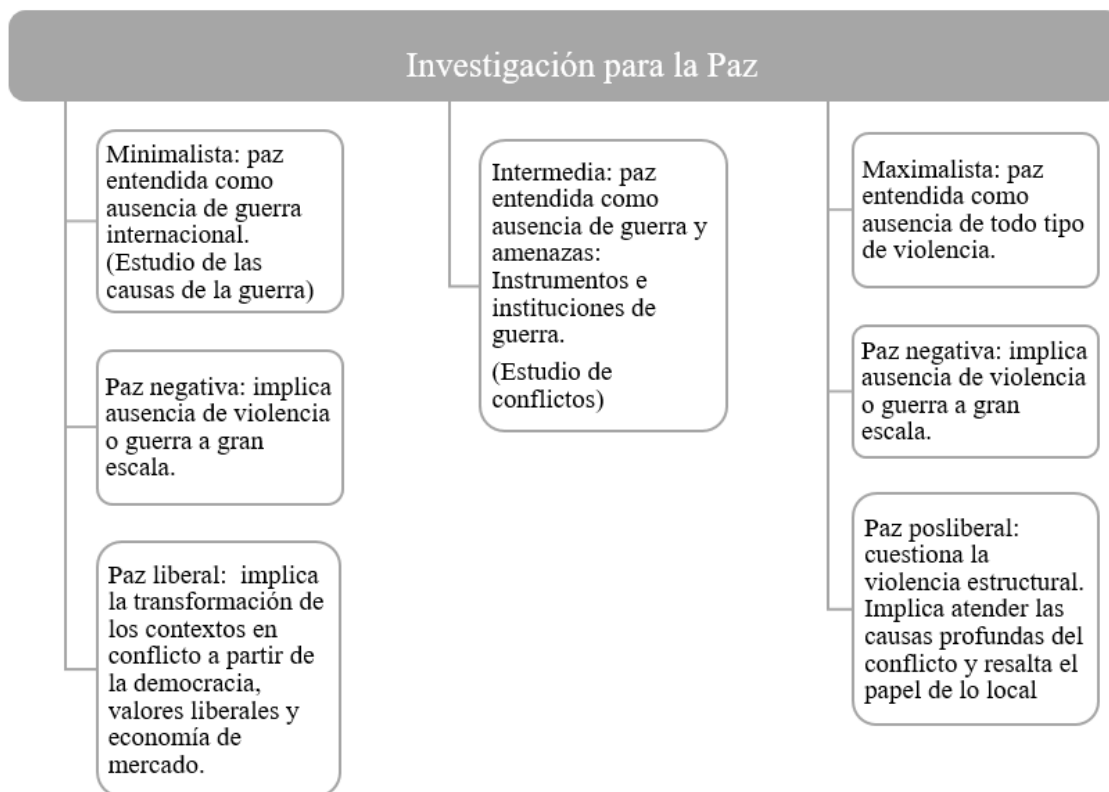 Investigación para la Paz
Minimalista: paz
entendida como
ausencia de guerra
internacional.
(Estudio de las
causas de la guerra)
Paz negativa: implica
ausencia de violencia
o guerra a gran
escala.
Paz liberal: implica
la transformación de
los contextos en
conflicto a partir de
la democracia,
valores liberales y
economía de
mercado.
Intermedia: paz
entendida como
ausencia de guerra y
amenazas:
Instrumentos e
instituciones de
guerra.
(Estudio de
conflictos)
Maximalista: paz
entendida como
ausencia de todo tipo
de violencia.
Paz negativa: implica
ausencia de violencia
o guerra a gran
escala.
Paz posliberal:
cuestiona la
violencia estructural.
Implica atender las
causas profundas del
conflicto y resalta el
papel de lo local